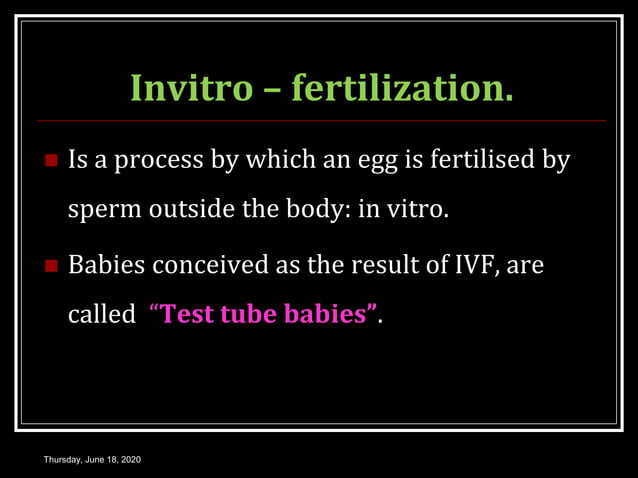 Invitro – fertilization.
Is a process by which an egg is fertilised by
sperm outside the body: in vitro.
Babies conceived as the result of IVF, are
called “Test tube babies”.
Thursday, June 18, 2020